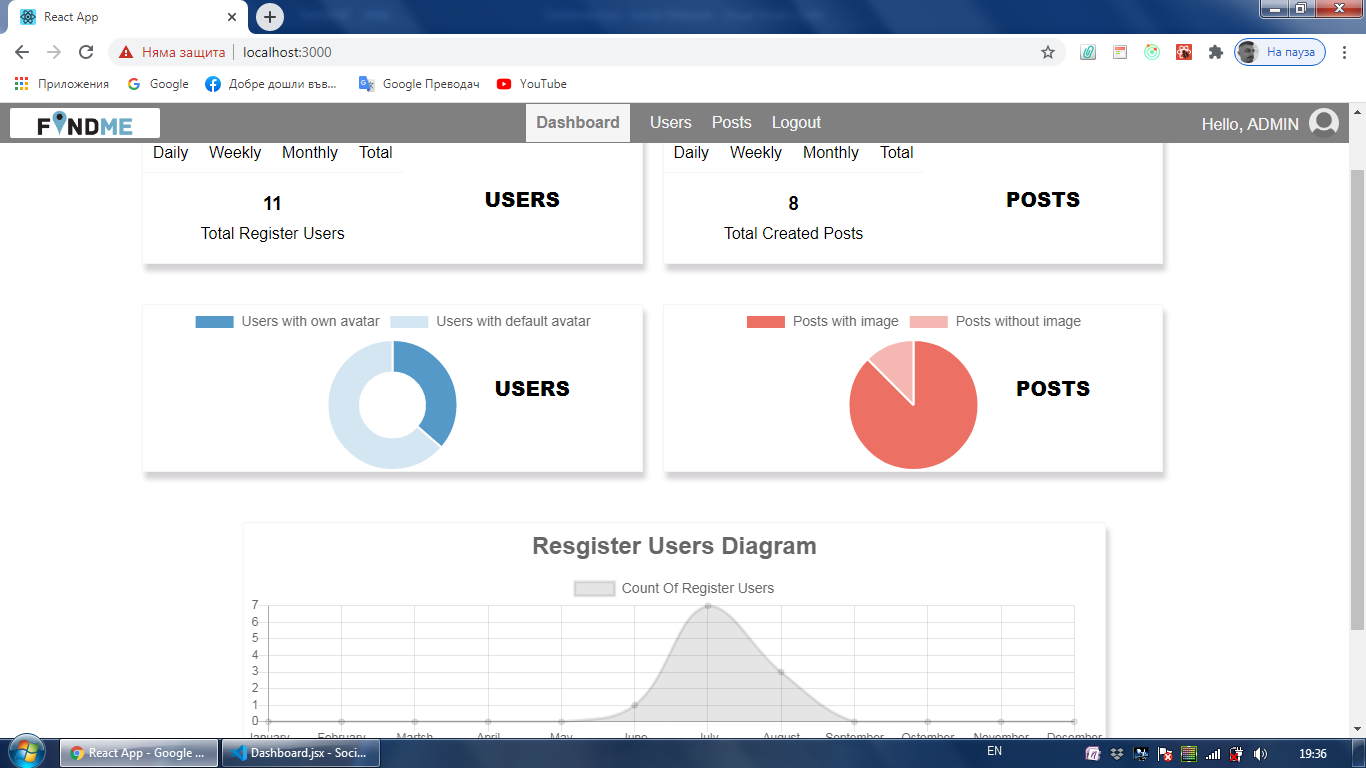 React App
Няма защита
localhost:3000
На пауза
Приложения
Google
Добре дошли във...
Google Преводач
YouTube
FINDME
Dashboard
Users
Posts
Logout
Hello, ADMIN
Daily Weekly Monthly Total
11
Total Register Users
USERS
Daily Weekly Monthly Total
8
Total Created Posts
POSTS
Users with own avatar
Users with default avatar
USERS
Posts with image
Posts without image
POSTS
Resgister Users Diagram
Count Of Register Users
7
6
5
4
3
2
1
0
January February Martch April May June July August September Octomber November December
React App - Google ...
Dashboard.jsx - Soci...
EN
19:36